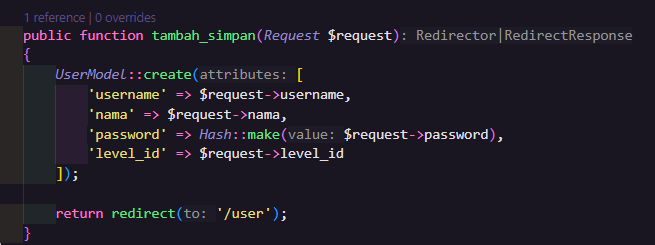 1 reference | 0 overrides
public function tambah_simpan(Request $request): Redirector|RedirectResponse
{
    UserModel::create(attributes: [
        'username' => $request->username,
        'nama' => $request->nama,
        'password' => Hash::make(value: $request->password),
        'level_id' => $request->level_id
    ]);

    return redirect(to: '/user');
}